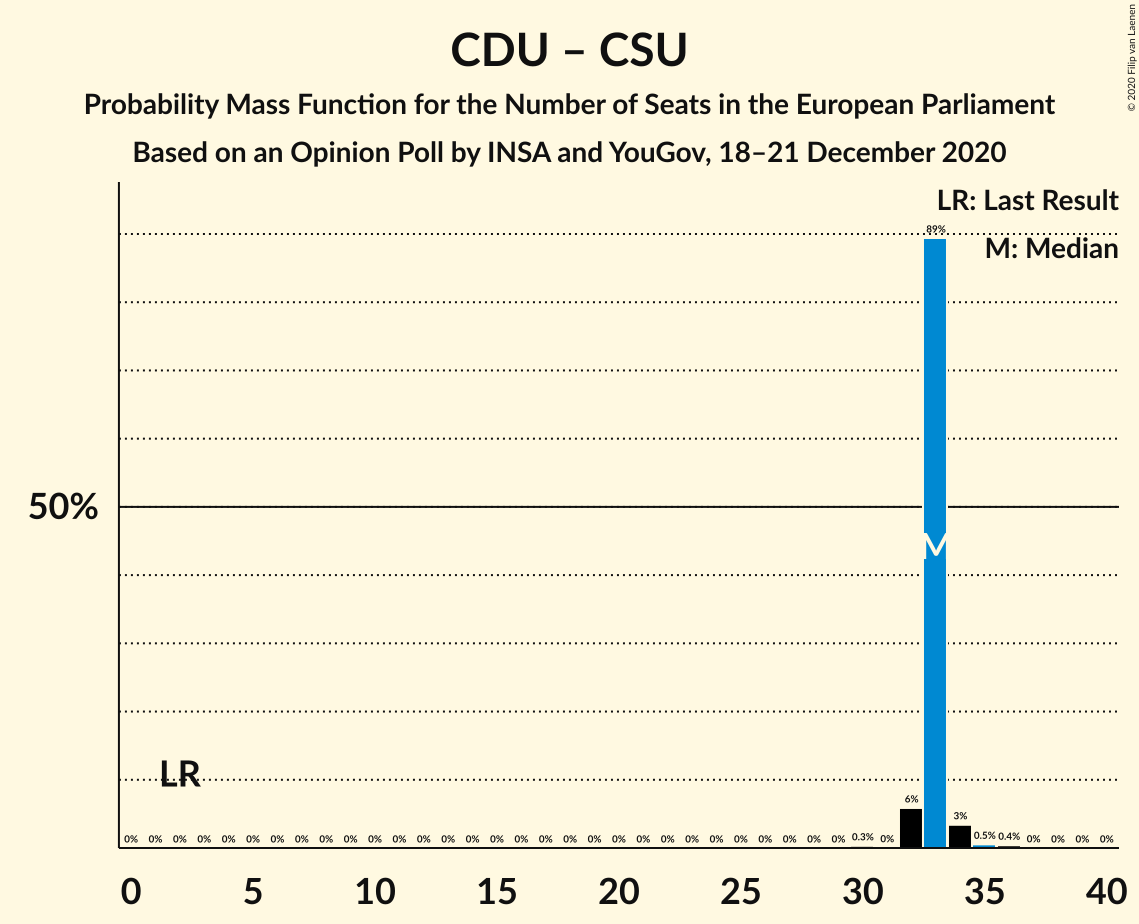 CDU – CSU
Probability Mass Function for the Number of Seats in the European Parliament
Based on an Opinion Poll by INSA and YouGov, 18–21 December 2020
© 2020 Filip van Laenen
LR: Last Result
M: Median
89%
50%
M
LR
6%
3%
0% 0% 0% 0% 0% 0% 0% 0% 0% 0% 0% 0% 0% 0% 0% 0% 0% 0% 0% 0% 0% 0% 0% 0% 0% 0% 0% 0% 0% 0% 0.3% 0% 0.5% 0.4% 0% 0% 0% 0%
0 5 10 15 20 25 30 35 40